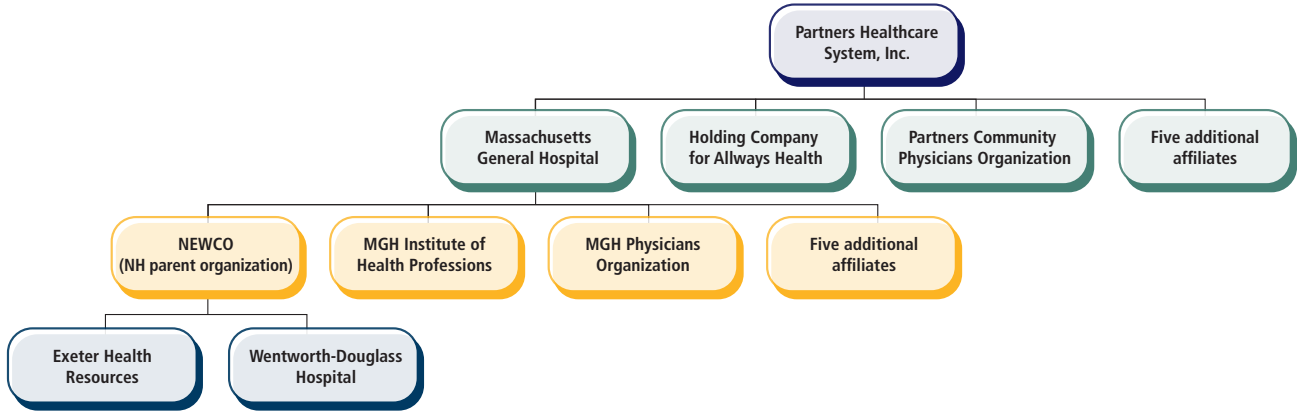 Partners Healthcare
System, Inc.
Massachusetts
General Hospital
Holding Company
for Allways Health
Partners Community
Physicians Organization
Five additional
affiliates
NEWCO
(NH parent organization)
MGH Institute of
Health Professions
MGH Physicians
Organization
Five additional
affiliates
Exeter Health
Resources
Wentworth-Douglass
Hospital